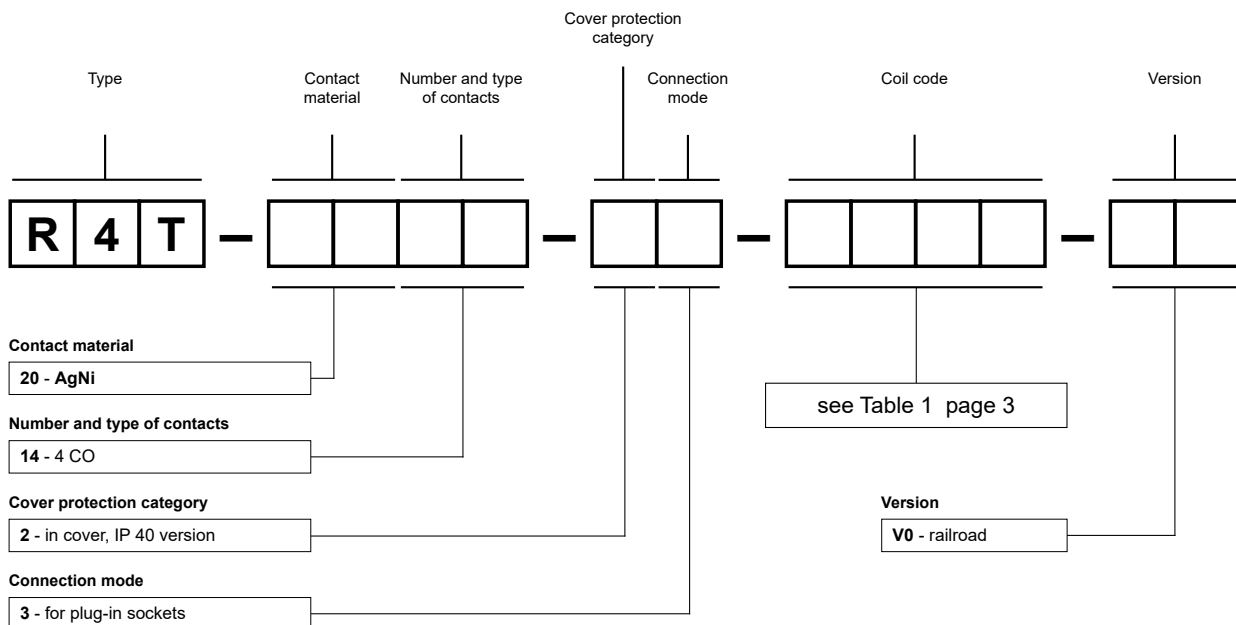 Cover protection
category
Type
Contact
material
Number and type
of contacts
Connection
mode
Coil code
Version
R 4 T – – – –
Contact material
20 - AgNi
Number and type of contacts
14 - 4 CO
Cover protection category
2 - in cover, IP 40 version
Connection mode
3 - for plug-in sockets
see Table 1 page 3
Version
V0 - railroad